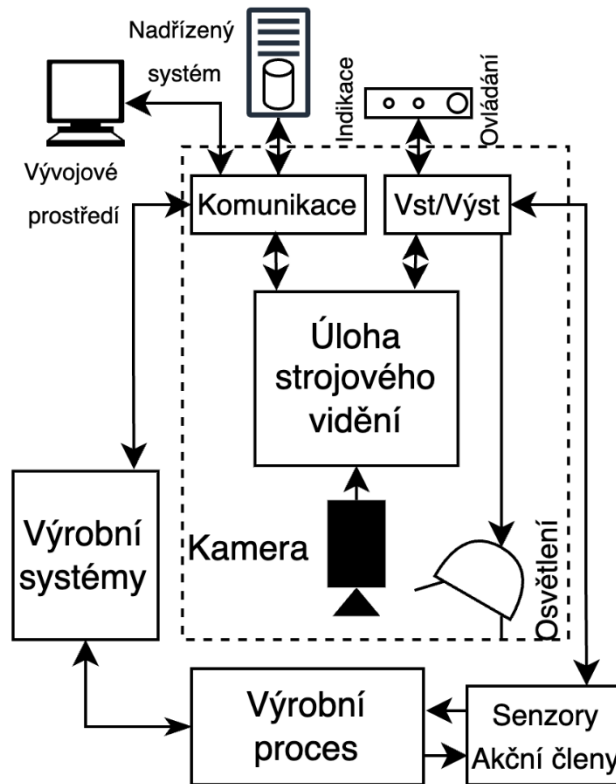 Nadřízený
systém
Vývojové
prostředí
Indikace
Ovládání
Komunikace
Vst/Výst
Úloha
strojového
vidění
Výrobní
systémy
Kamera
Osvětlení
Výrobní
proces
Senzory
Akční členy